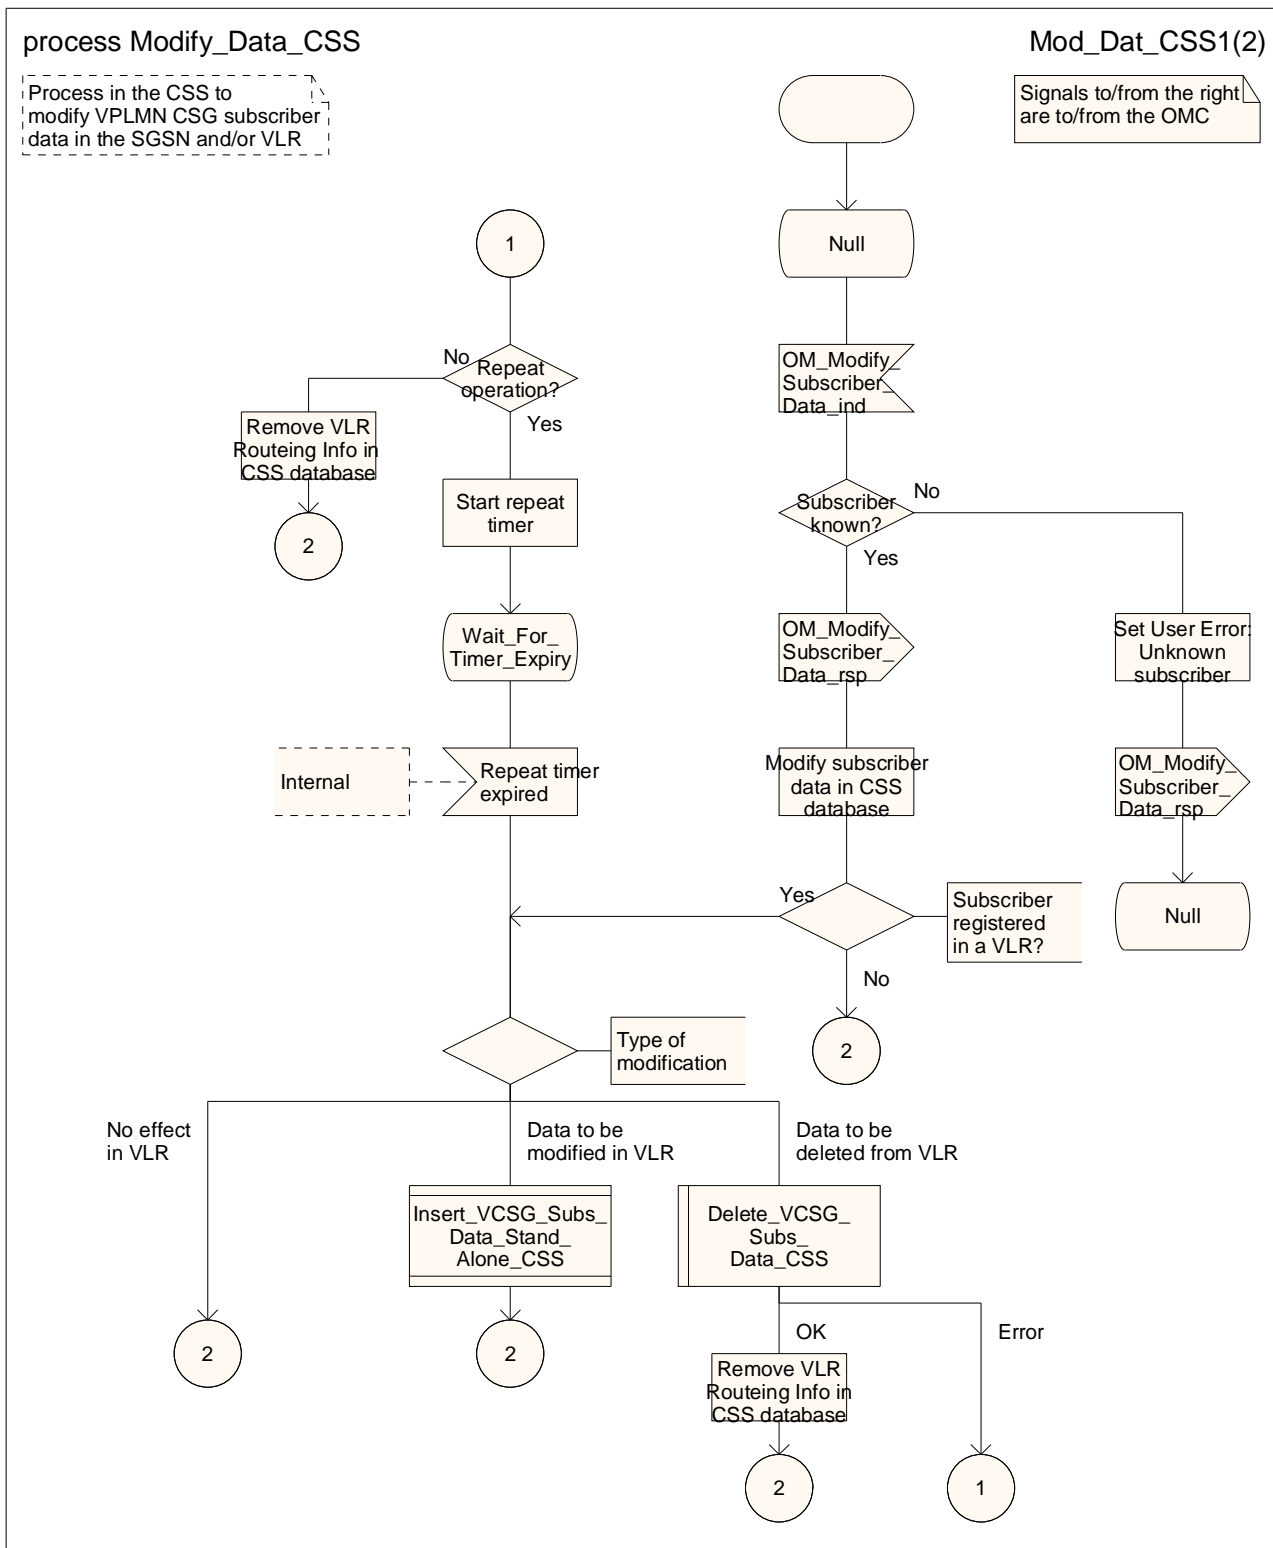 process Modify_Data_CSS
Mod_Dat_CSS1(2)
Process in the CSS to
modify VPLMN CSG subscriber
data in the SGSN and/or VLR
Signals to/from the right
are to/from the OMC
1
Null
No
Repeat
operation?
Yes
OM_Modify_
Subscriber_
Data_ind
Remove VLR
Routeing Info in
CSS database
2
Start repeat
timer
Subscriber
known?
No
Yes
Wait_For_
Timer_Expiry
OM_Modify_
Subscriber_
Data_rsp
Set User Error:
Unknown
subscriber
Internal
Repeat timer
expired
Modify subscriber
data in CSS
database
OM_Modify_
Subscriber_
Data_rsp
Yes
Subscriber
registered
in a VLR?
Null
No
2
Type of
modification
No effect
in VLR
Data to be
modified in VLR
Data to be
deleted from VLR
Insert_VCSG_Subs_
Data_Stand_
Alone_CSS
Delete_VCSG_
Subs_
Data_CSS
2
2
OK
Error
Remove VLR
Routeing Info in
CSS database
2
1